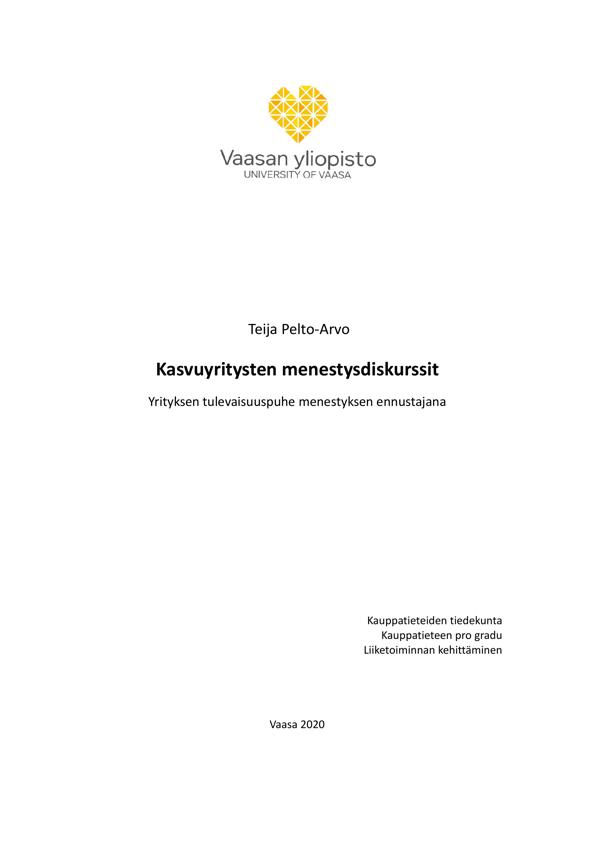 Vaasan yliopisto
UNIVERSITY OF VAASA
Teija Pelto-Arvo
Kasvuyritysten menestysdiskurssit
Yrityksen tulevaisuuspuhe menestyksen ennustajana
Kauppatieteiden tiedekunta
Kauppatieteen pro gradu
Liiketoiminnan kehittäminen
Vaasa 2020